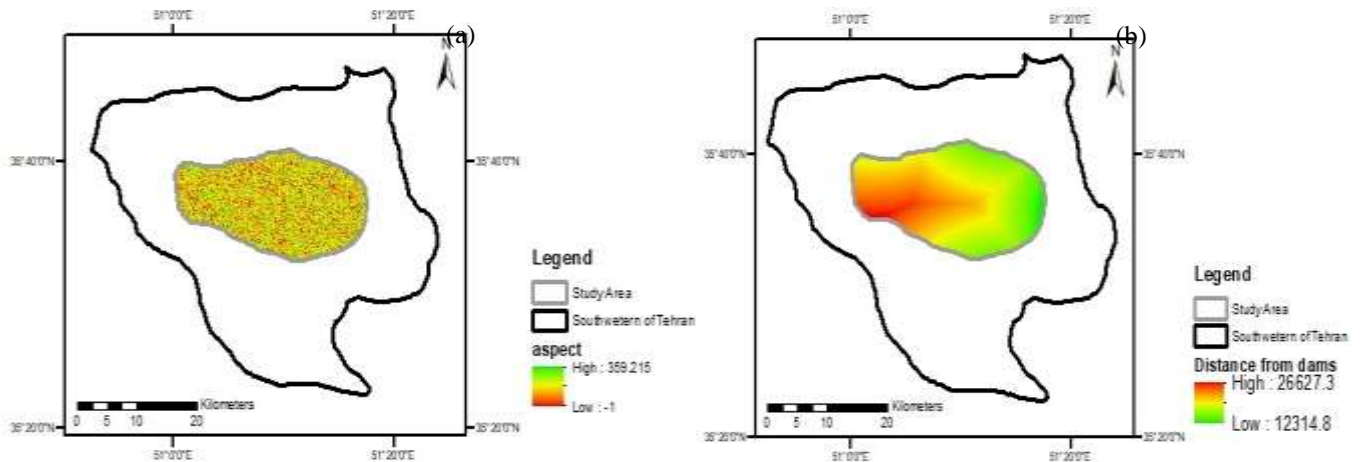 51°0'0"E 51°20'0"E
(a)
N
35°40'0"N 35°40'0"N
Legend
Study Area
Southwetern of Tehran
aspect
High : 359.215
Low : -1
Kilometers
0 5 10 20
35°20'0"N 35°20'0"N
51°0'0"E 51°20'0"E
51°0'0"E 51°20'0"E
(b)
N
35°40'0"N 35°40'0"N
Legend
Study Area
Southwetern of Tehran
Distance from dams
High : 26627.3
Low : 12314.8
Kilometers
0 5 10 20
35°20'0"N 35°20'0"N
51°0'0"E 51°20'0"E